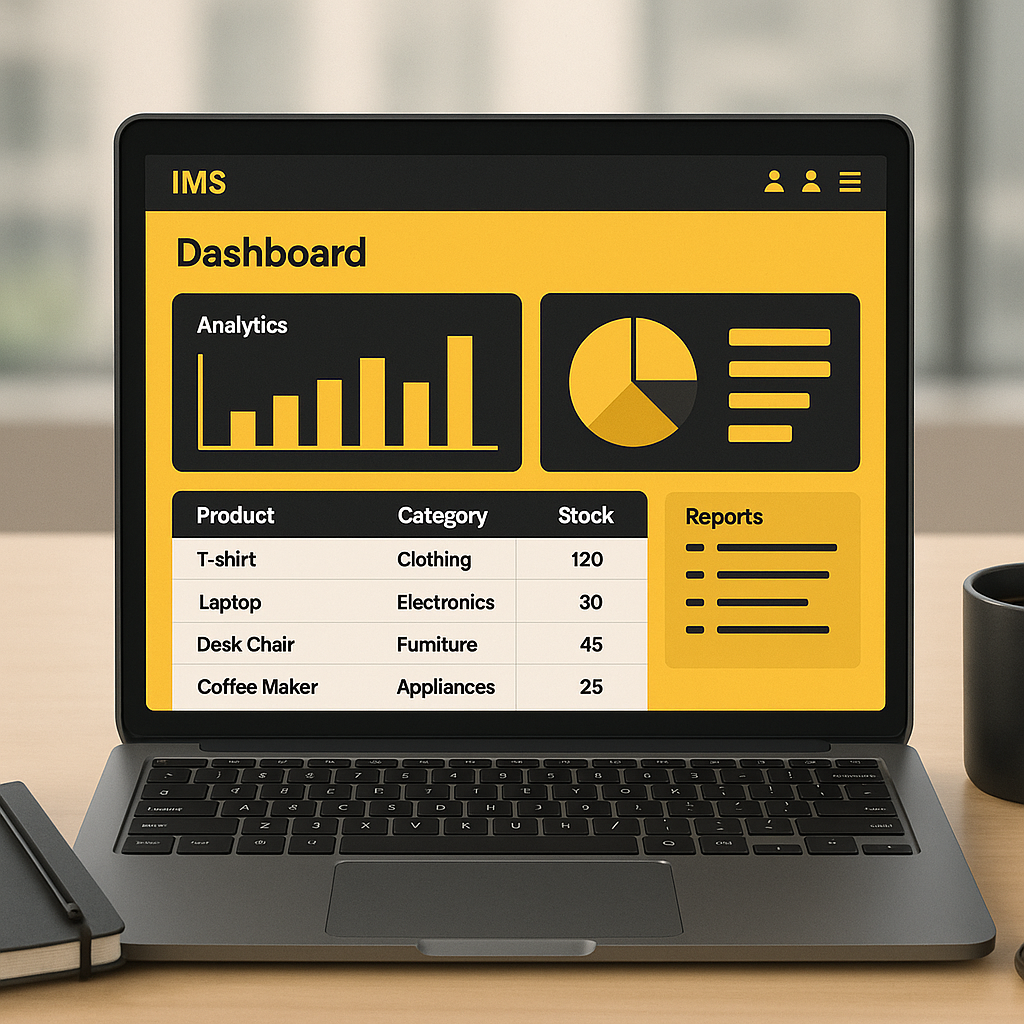 IMS
Dashboard
Analytics
Product Category Stock
T-shirt Clothing 120
Laptop Electronics 30
Desk Chair Fumiture 45
Coffee Maker Appliances 25
Reports